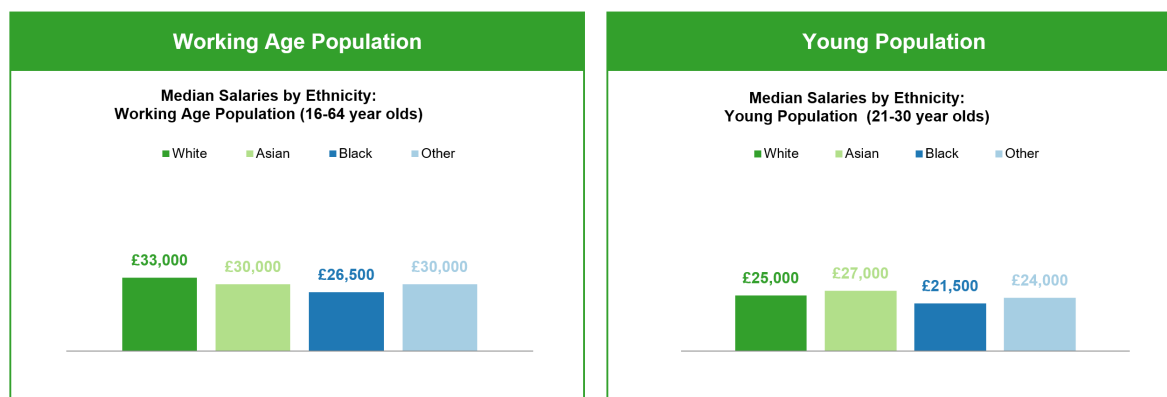 Working Age Population
Median Salaries by Ethnicity:
Working Age Population (16-64 year olds)
White Asian Black Other
£33,000
£30,000
£26,500
£30,000
Young Population
Median Salaries by Ethnicity:
Young Population  (21-30 year olds)
White Asian Black Other
£25,000
£27,000
£21,500
£24,000